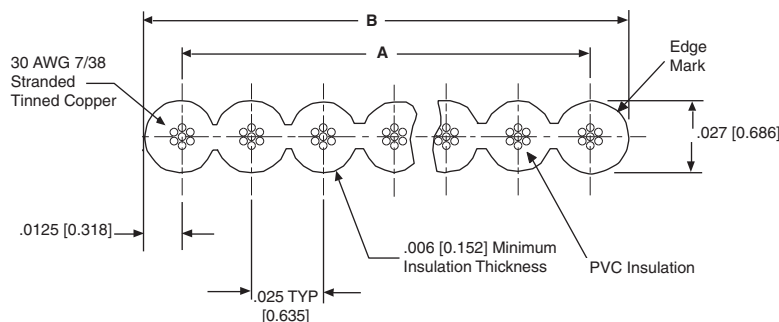 B
A
30 AWG 7/38
Stranded
Tinned Copper
Edge
Mark
.027 [0.686]
.0125 [0.318]
.006 [0.152] Minimum
Insulation Thickness
PVC Insulation
.025 TYP
[0.635]